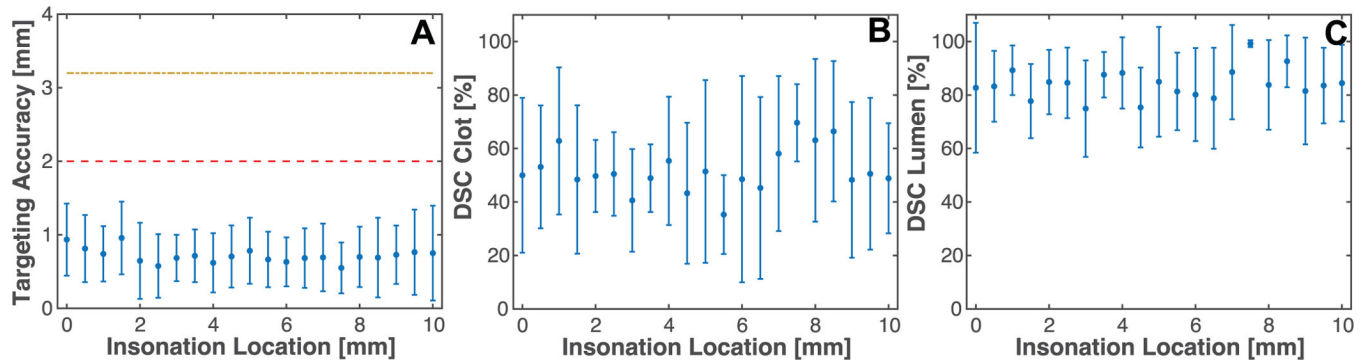 A
Targeting Accuracy [mm]
4
3
2
1
0
0 2 4 6 8 10
Insonation Location [mm]
B
DSC Clot [%]
100
80
60
40
20
0
0 2 4 6 8 10
Insonation Location [mm]
C
DSC Lumen [%]
100
80
60
40
20
0
0 2 4 6 8 10
Insonation Location [mm]